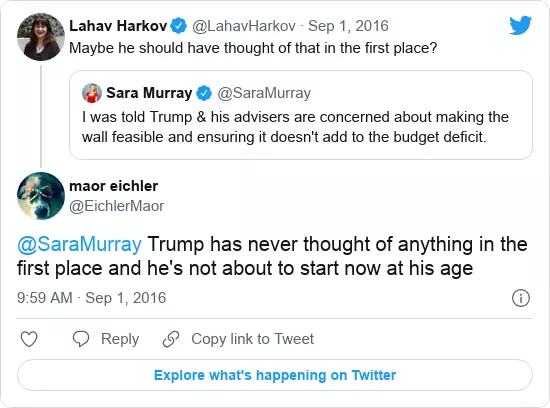 Lahav Harkov @LahavHarkov · Sep 1, 2016
Maybe he should have thought of that in the first place?
Sara Murray @SaraMurray
I was told Trump & his advisers are concerned about making the
wall feasible and ensuring it doesn't add to the budget deficit.
maor eichler
@EichlerMaor
@SaraMurray Trump has never thought of anything in the
first place and he's not about to start now at his age
9:59 AM · Sep 1, 2016
Reply
Copy link to Tweet
Explore what's happening on Twitter